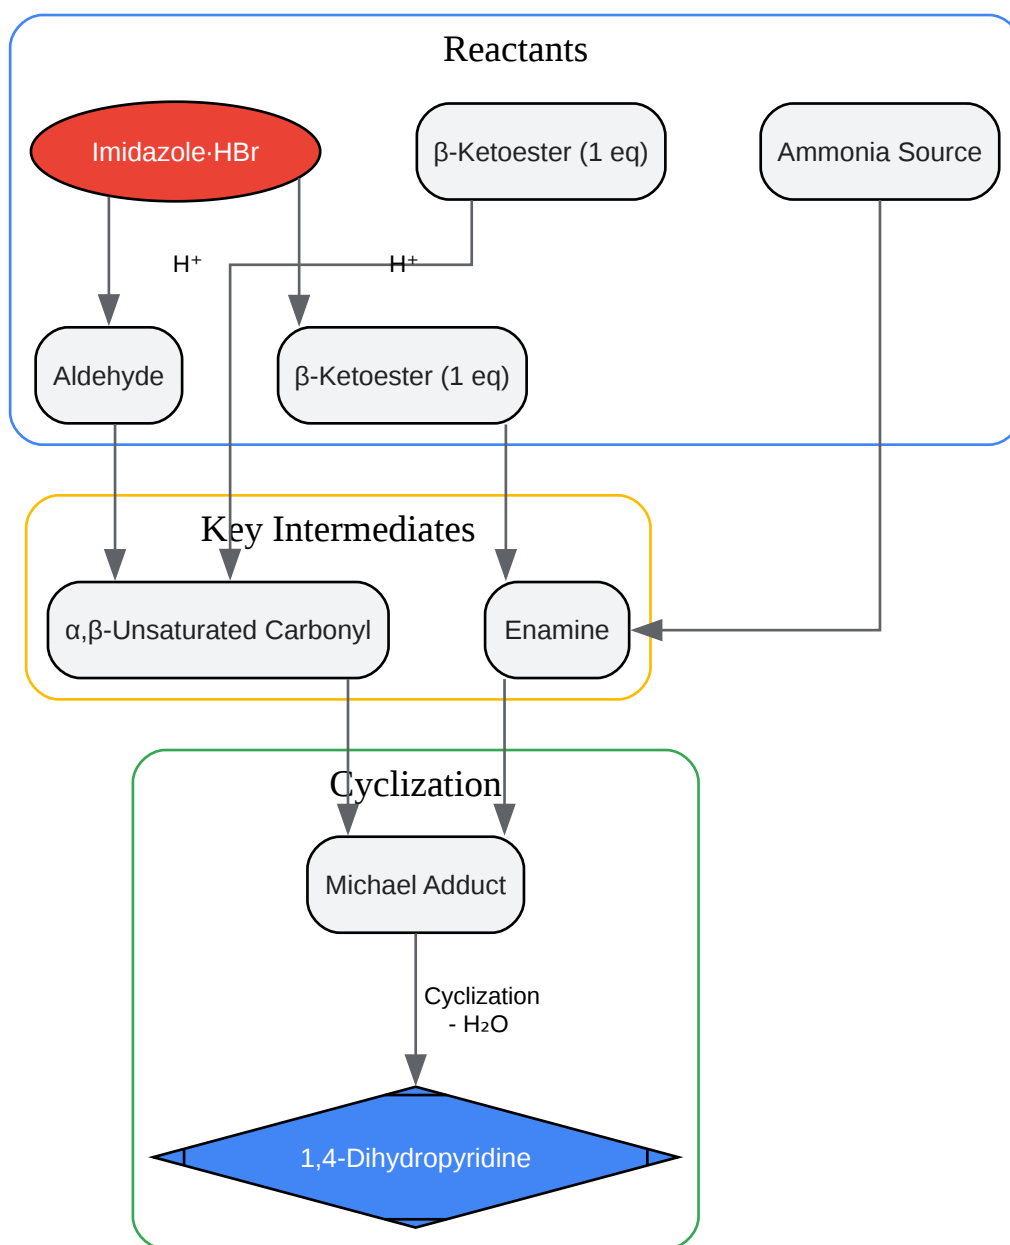 Reactants
Imidazole·HBr
β-Ketoester (1 eq)
Ammonia Source
H⁺
H⁺
Aldehyde
β-Ketoester (1 eq)
Key Intermediates
α,β-Unsaturated Carbonyl
Enamine
Cyclization
Michael Adduct
Cyclization
- H₂O
1,4-Dihydropyridine